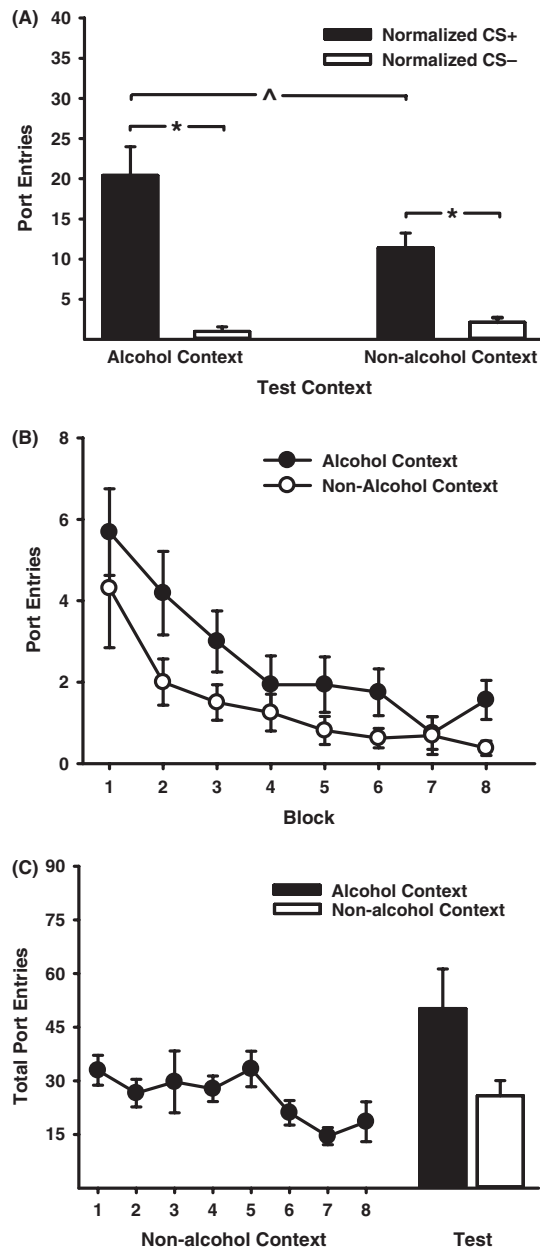 (A)
40
35
30
25
20
15
10
5
Port Entries
Normalized CS+
Normalized CS–
^
*
*
Alcohol Context
Non-alcohol Context
Test Context
(B)
8
6
4
2
0
Port Entries
Alcohol Context
Non-Alcohol Context
1 2 3 4 5 6 7 8
Block
(C)
90
75
60
45
30
15
Total Port Entries
Alcohol Context
Non-alcohol Context
1 2 3 4 5 6 7 8
Non-alcohol Context
Test